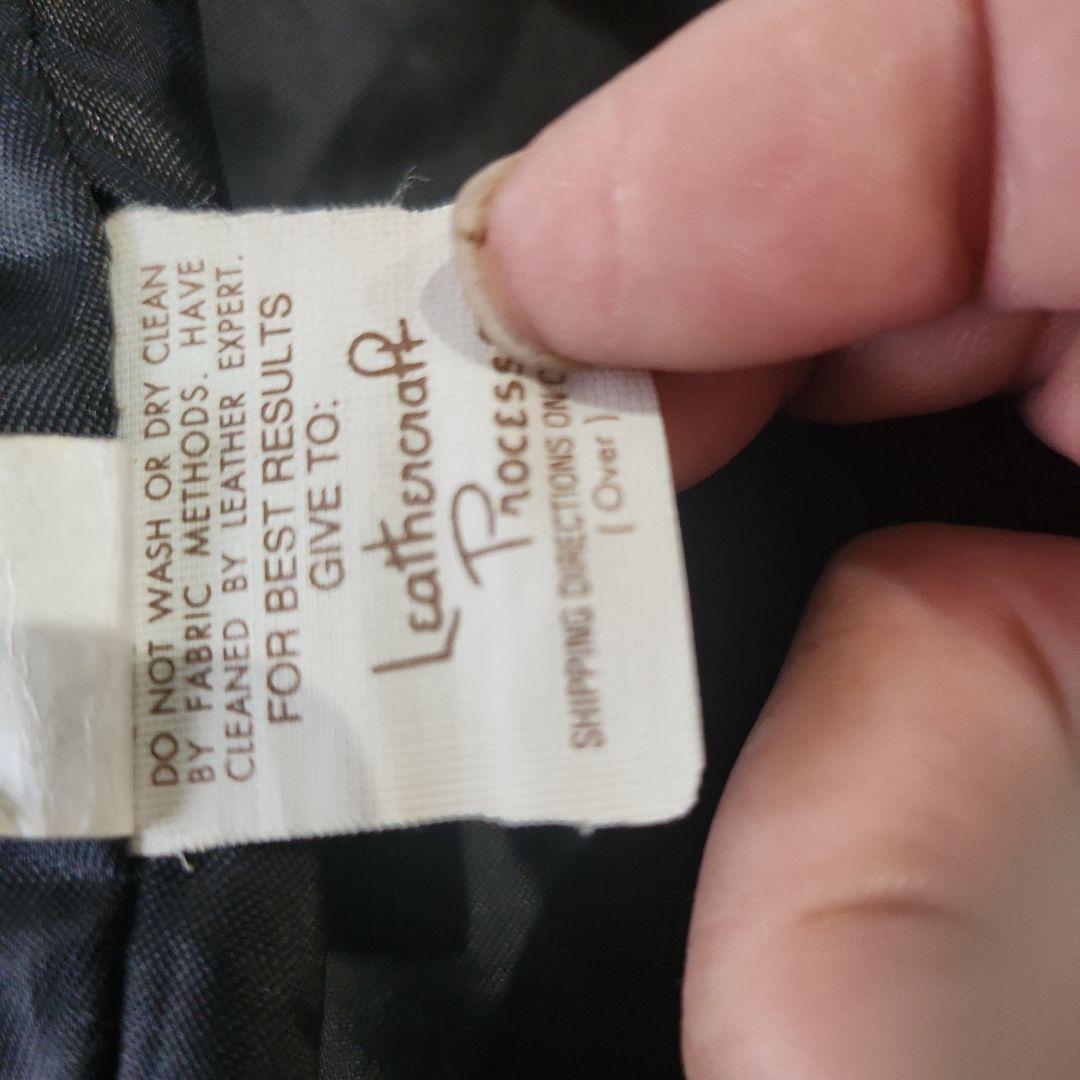 DO NOT WASH OR DRY CLEAN
BY FABRIC METHODS. HAVE
CLEANED BY LEATHER EXPERT.
FOR BEST RESULTS
GIVE TO:
Leathercraft
Process
SHIPPING DIRECTIONS ON
( Over )